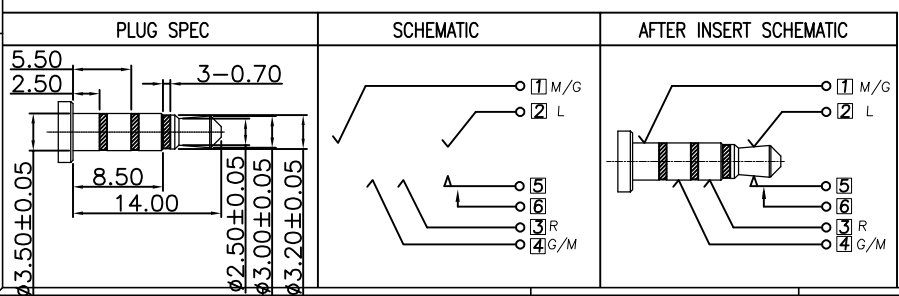 PLUG SPEC
SCHEMATIC
AFTER INSERT SCHEMATIC
5.50
2.50
3-0.70
8.50
14.00
ø3.50±0.05
ø2.50±0.05
ø3.00±0.05
ø3.20±0.05
1 M/G
2 L
5
6
3 R
4 G/M
1 M/G
2 L
5
6
3 R
4 G/M